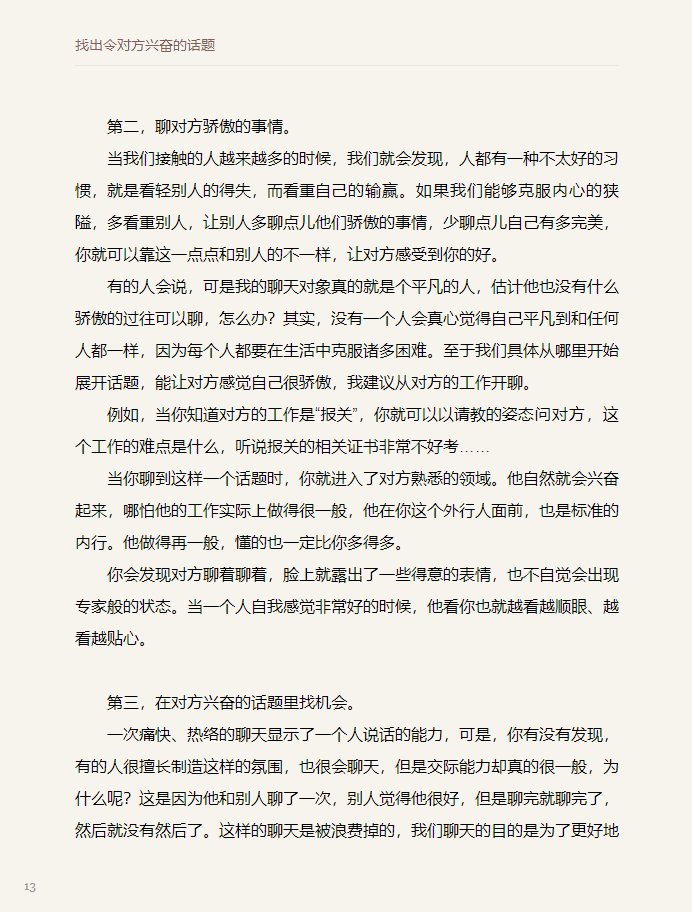 找出令对方兴奋的话题
第二，聊对方骄傲的事情。
当我们接触的人越来越多的时候，我们就会发现，人都有一种不太好的习
惯，就是看轻别人的得失，而看重自己的输赢。如果我们能够克服内心的狭
隘，多看重别人，让别人多聊点儿他们骄傲的事情，少聊点儿自己有多完美，
你就可以靠这一点点和别人的不一样，让对方感受到你的好。
有的人会说，可是我的聊天对象真的就是个平凡的人，估计他也没有什么
骄傲的过往可以聊，怎么办？其实，没有一个人会真心觉得自己平凡到和任何
人都一样，因为每个人都要在生活中克服诸多困难。至于我们具体从哪里开始
展开话题，能让对方感觉自己很骄傲，我建议从对方的工作开聊。
例如，当你知道对方的工作是“报关”，你就可以以请教的姿态问对方，这
个工作的难点是什么，听说报关的相关证书非常不好考……
当你聊到这样一个话题时，你就进入了对方熟悉的领域。他自然就会兴奋
起来，哪怕他的工作实际上做得很一般，他在你这个外行人面前，也是标准的
内行。他做得再一般，懂的也一定比你多得多。
你会发现对方聊着聊着，脸上就露出了一些得意的表情，也不自觉会出现
专家般的状态。当一个人自我感觉非常好的时候，他看你也就越看越顺眼、越
看越贴心。
第三，在对方兴奋的话题里找机会。
一次痛快、热络的聊天显示了一个人说话的能力，可是，你有没有发现，
有的人很擅长制造这样的氛围，也很会聊天，但是交际能力却真的很一般，为
什么呢？这是因为他和别人聊了一次，别人觉得他很好，但是聊完就聊完了，
然后就没有然后了。这样的聊天是被浪费掉的，我们聊天的目的是为了更好地
13